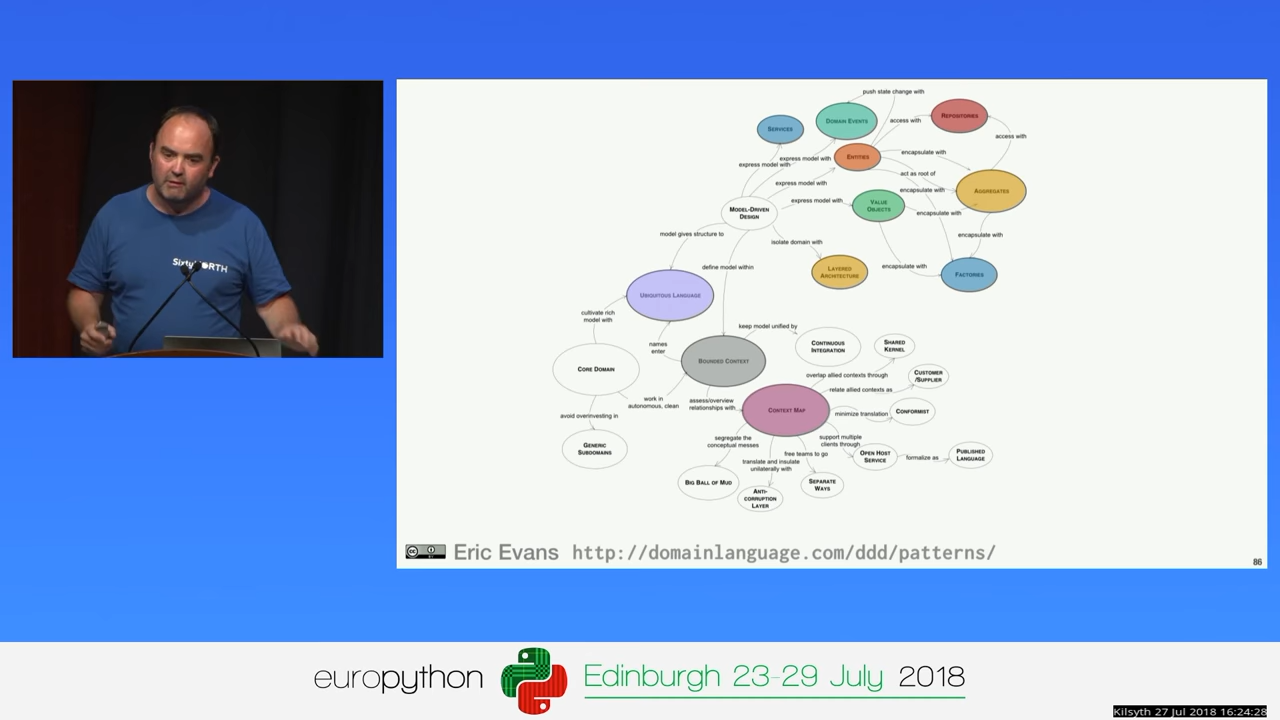 push state change with
SERVICES
DOMAIN EVENTS
access with
REPOSITORIES
access with
express model with
express model with
ENTITIES
encapsulate with
act as root of
express model with
encapsulate with
AGGREGATES
MODEL-DRIVEN
DESIGN
express model with
VALUE
OBJECTS
encapsulate with
model gives structure to
isolate domain with
encapsulate with
define model within
LAYERED
ARCHITECTURE
encapsulate with
FACTORIES
UBIQUITOUS LANGUAGE
cultivate rich
model with
names
enter
keep model unified by
CONTINUOUS
INTEGRATION
SHARED
KERNEL
CORE DOMAIN
BOUNDED CONTEXT
overlap allied contexts through
CUSTOMER
/SUPPLIER
relate allied contexts as
work in
autonomous, clean
assess/overview
relationships with
CONTEXT MAP
minimize translation
CONFORMIST
avoid overinvesting in
GENERIC
SUBDOMAINS
segregate the
conceptual messes
translate and insulate
unilaterally with
free teams to go
support multiple
clients through
OPEN HOST
SERVICE
formalize as
PUBLISHED
LANGUAGE
BIG BALL OF MUD
ANTI-
CORRUPTION
LAYER
SEPARATE
WAYS
Eric Evans http://domainlanguage.com/ddd/patterns/
86
europython
Edinburgh 23-29 July 2018
Kilsyth 27 Jul 2018 16:24:28